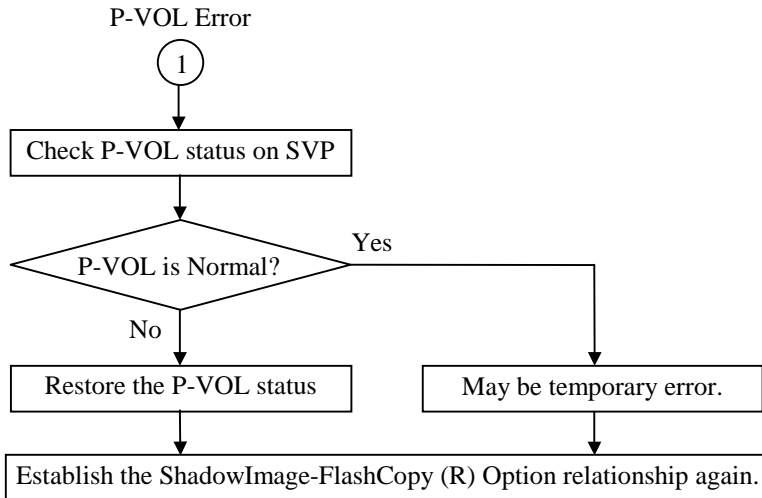 P-VOL Error
1
Check P-VOL status on SVP
P-VOL is Normal?
Yes
No
Restore the P-VOL status
May be temporary error.
Establish the ShadowImage-FlashCopy (R) Option relationship again.